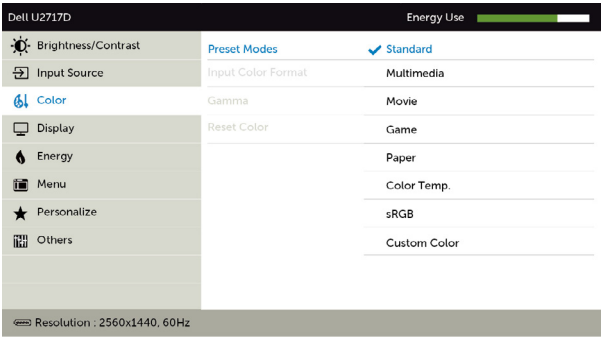 Dell U2717D Energy Use
Brightness/Contrast Preset Modes Standard
Input Source Input Color Format Multimedia
Color Gamma Movie
Display Reset Color Game
Energy Paper
Menu Color Temp.
Personalize sRGB
Others Custom Color
Resolution : 2560x1440, 60Hz